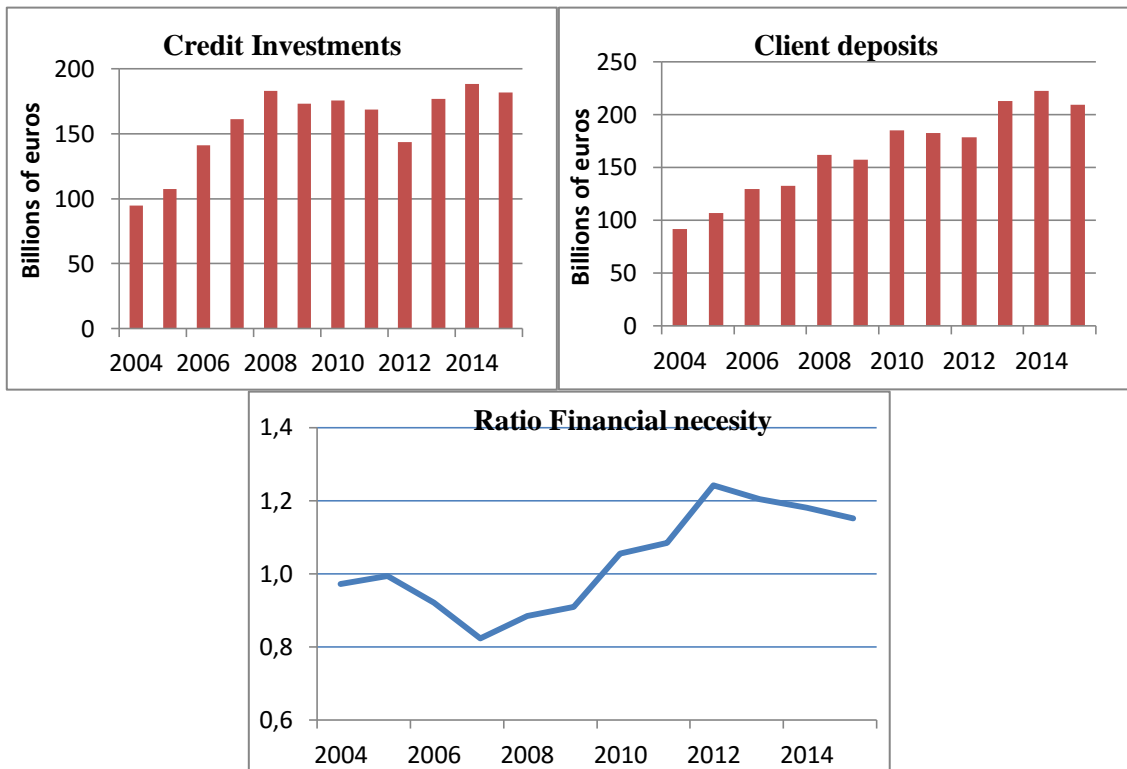 Credit Investments
Billions of euros
200
150
100
50
0
2004 2006 2008 2010 2012 2014
Client deposits
Billions of euros
250
200
150
100
50
0
2004 2006 2008 2010 2012 2014
Ratio Financial necesity
1,4
1,2
1,0
0,8
0,6
2004 2006 2008 2010 2012 2014